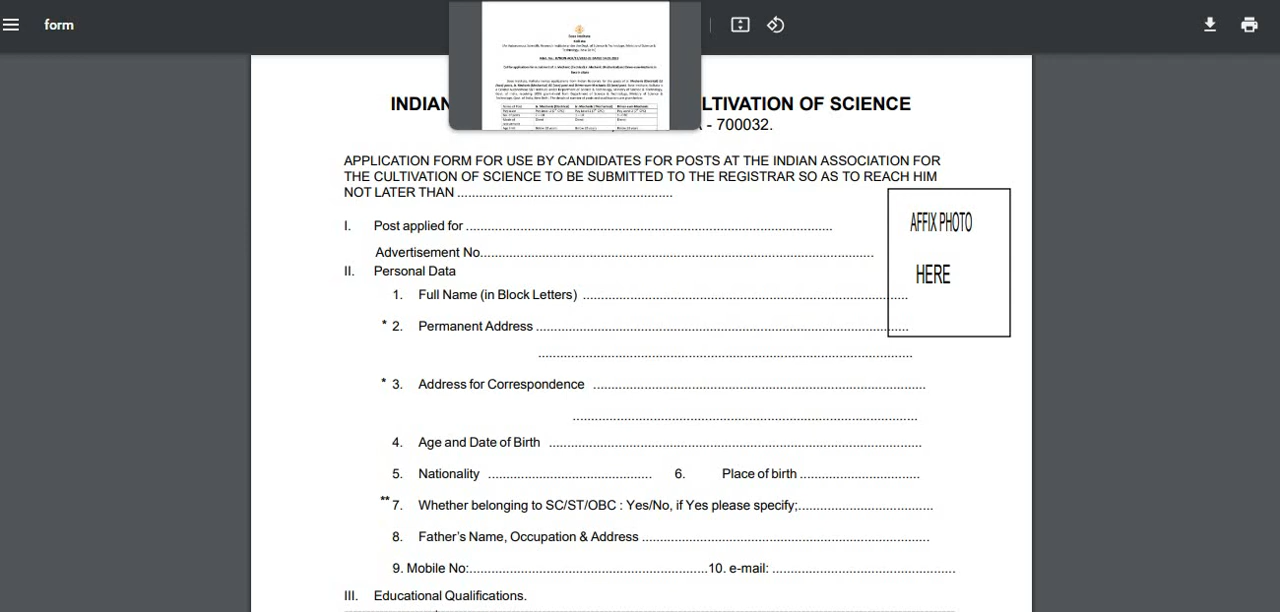 form
INDIAN
LTIVATION OF SCIENCE
- 700032.
APPLICATION FORM FOR USE BY CANDIDATES FOR POSTS AT THE INDIAN ASSOCIATION FOR
THE CULTIVATION OF SCIENCE TO BE SUBMITTED TO THE REGISTRAR SO AS TO REACH HIM
NOT LATER THAN ..........................................................
AFFIX PHOTO
HERE
I. Post applied for ....................................................................................................
Advertisement No..........................................................................................................
II. Personal Data
1. Full Name (in Block Letters) ........................................................................................
* 2. Permanent Address .....................................................................................................
.....................................................................................................
* 3. Address for Correspondence ..........................................................................................
.............................................................................................
4. Age and Date of Birth .....................................................................................................
5. Nationality ............................................ 6. Place of birth ................................
** 7. Whether belonging to SC/ST/OBC : Yes/No, if Yes please specify;....................................
8. Father's Name, Occupation & Address ..............................................................................
9. Mobile No:.................................................................10. e-mail: ..................................................
III. Educational Qualifications.